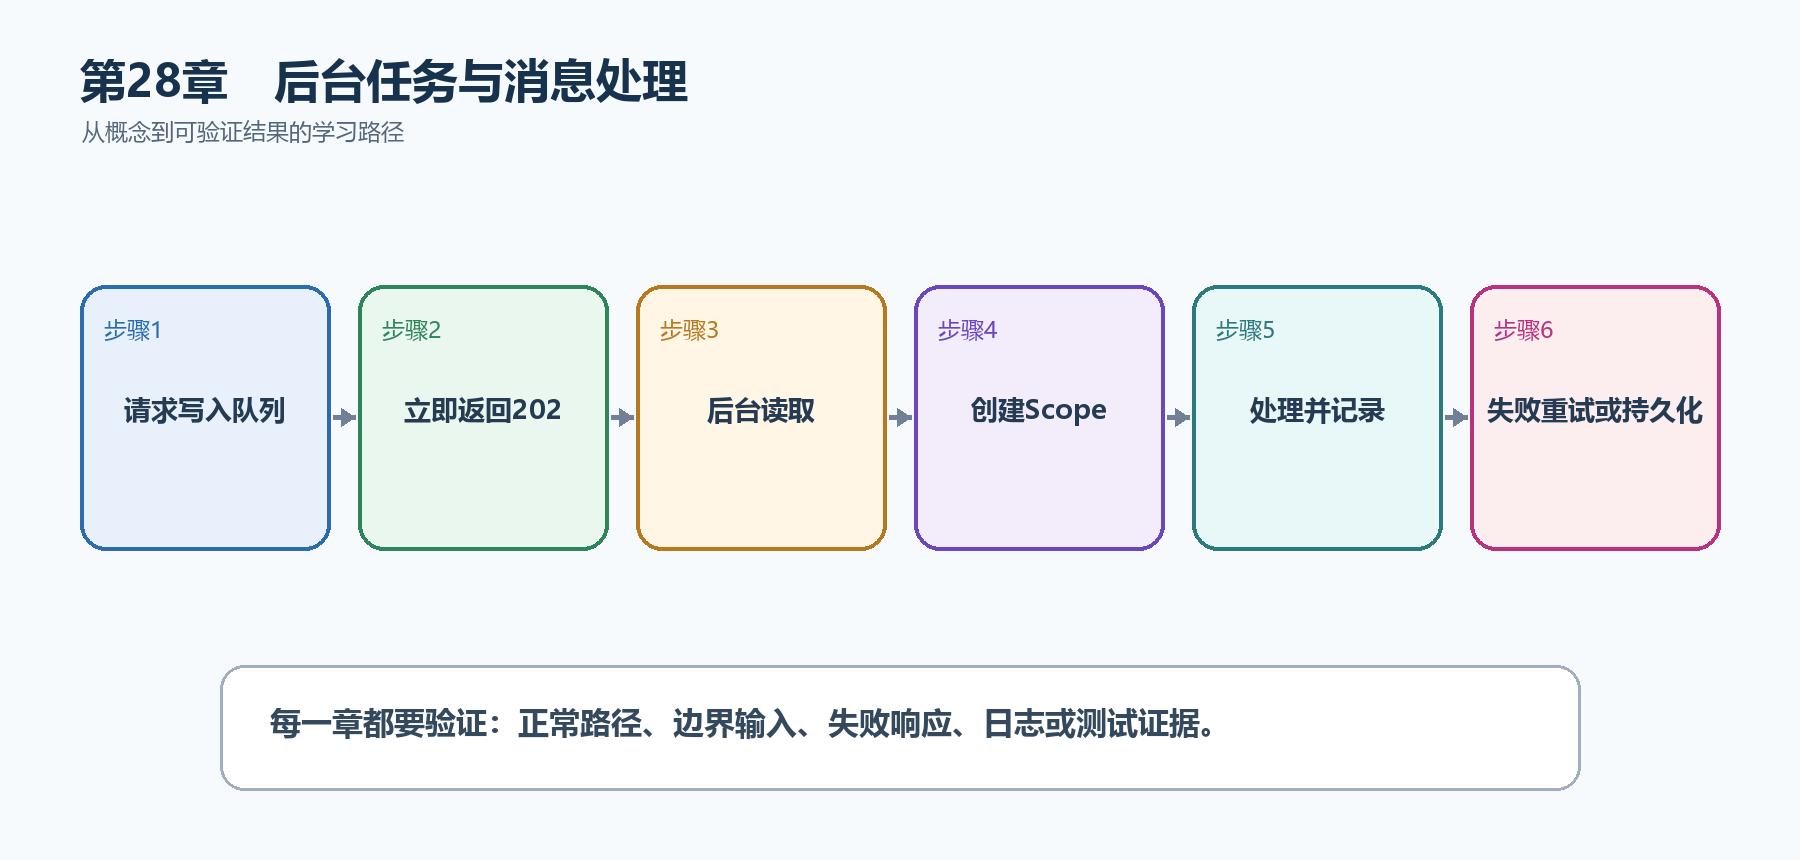 第28章　后台任务与消息处理
从概念到可验证结果的学习路径
步骤1
请求写入队列
步骤2
立即返回202
步骤3
后台读取
步骤4
创建Scope
步骤5
处理并记录
步骤6
失败重试或持久化
每一章都要验证：正常路径、边界输入、失败响应、日志或测试证据。